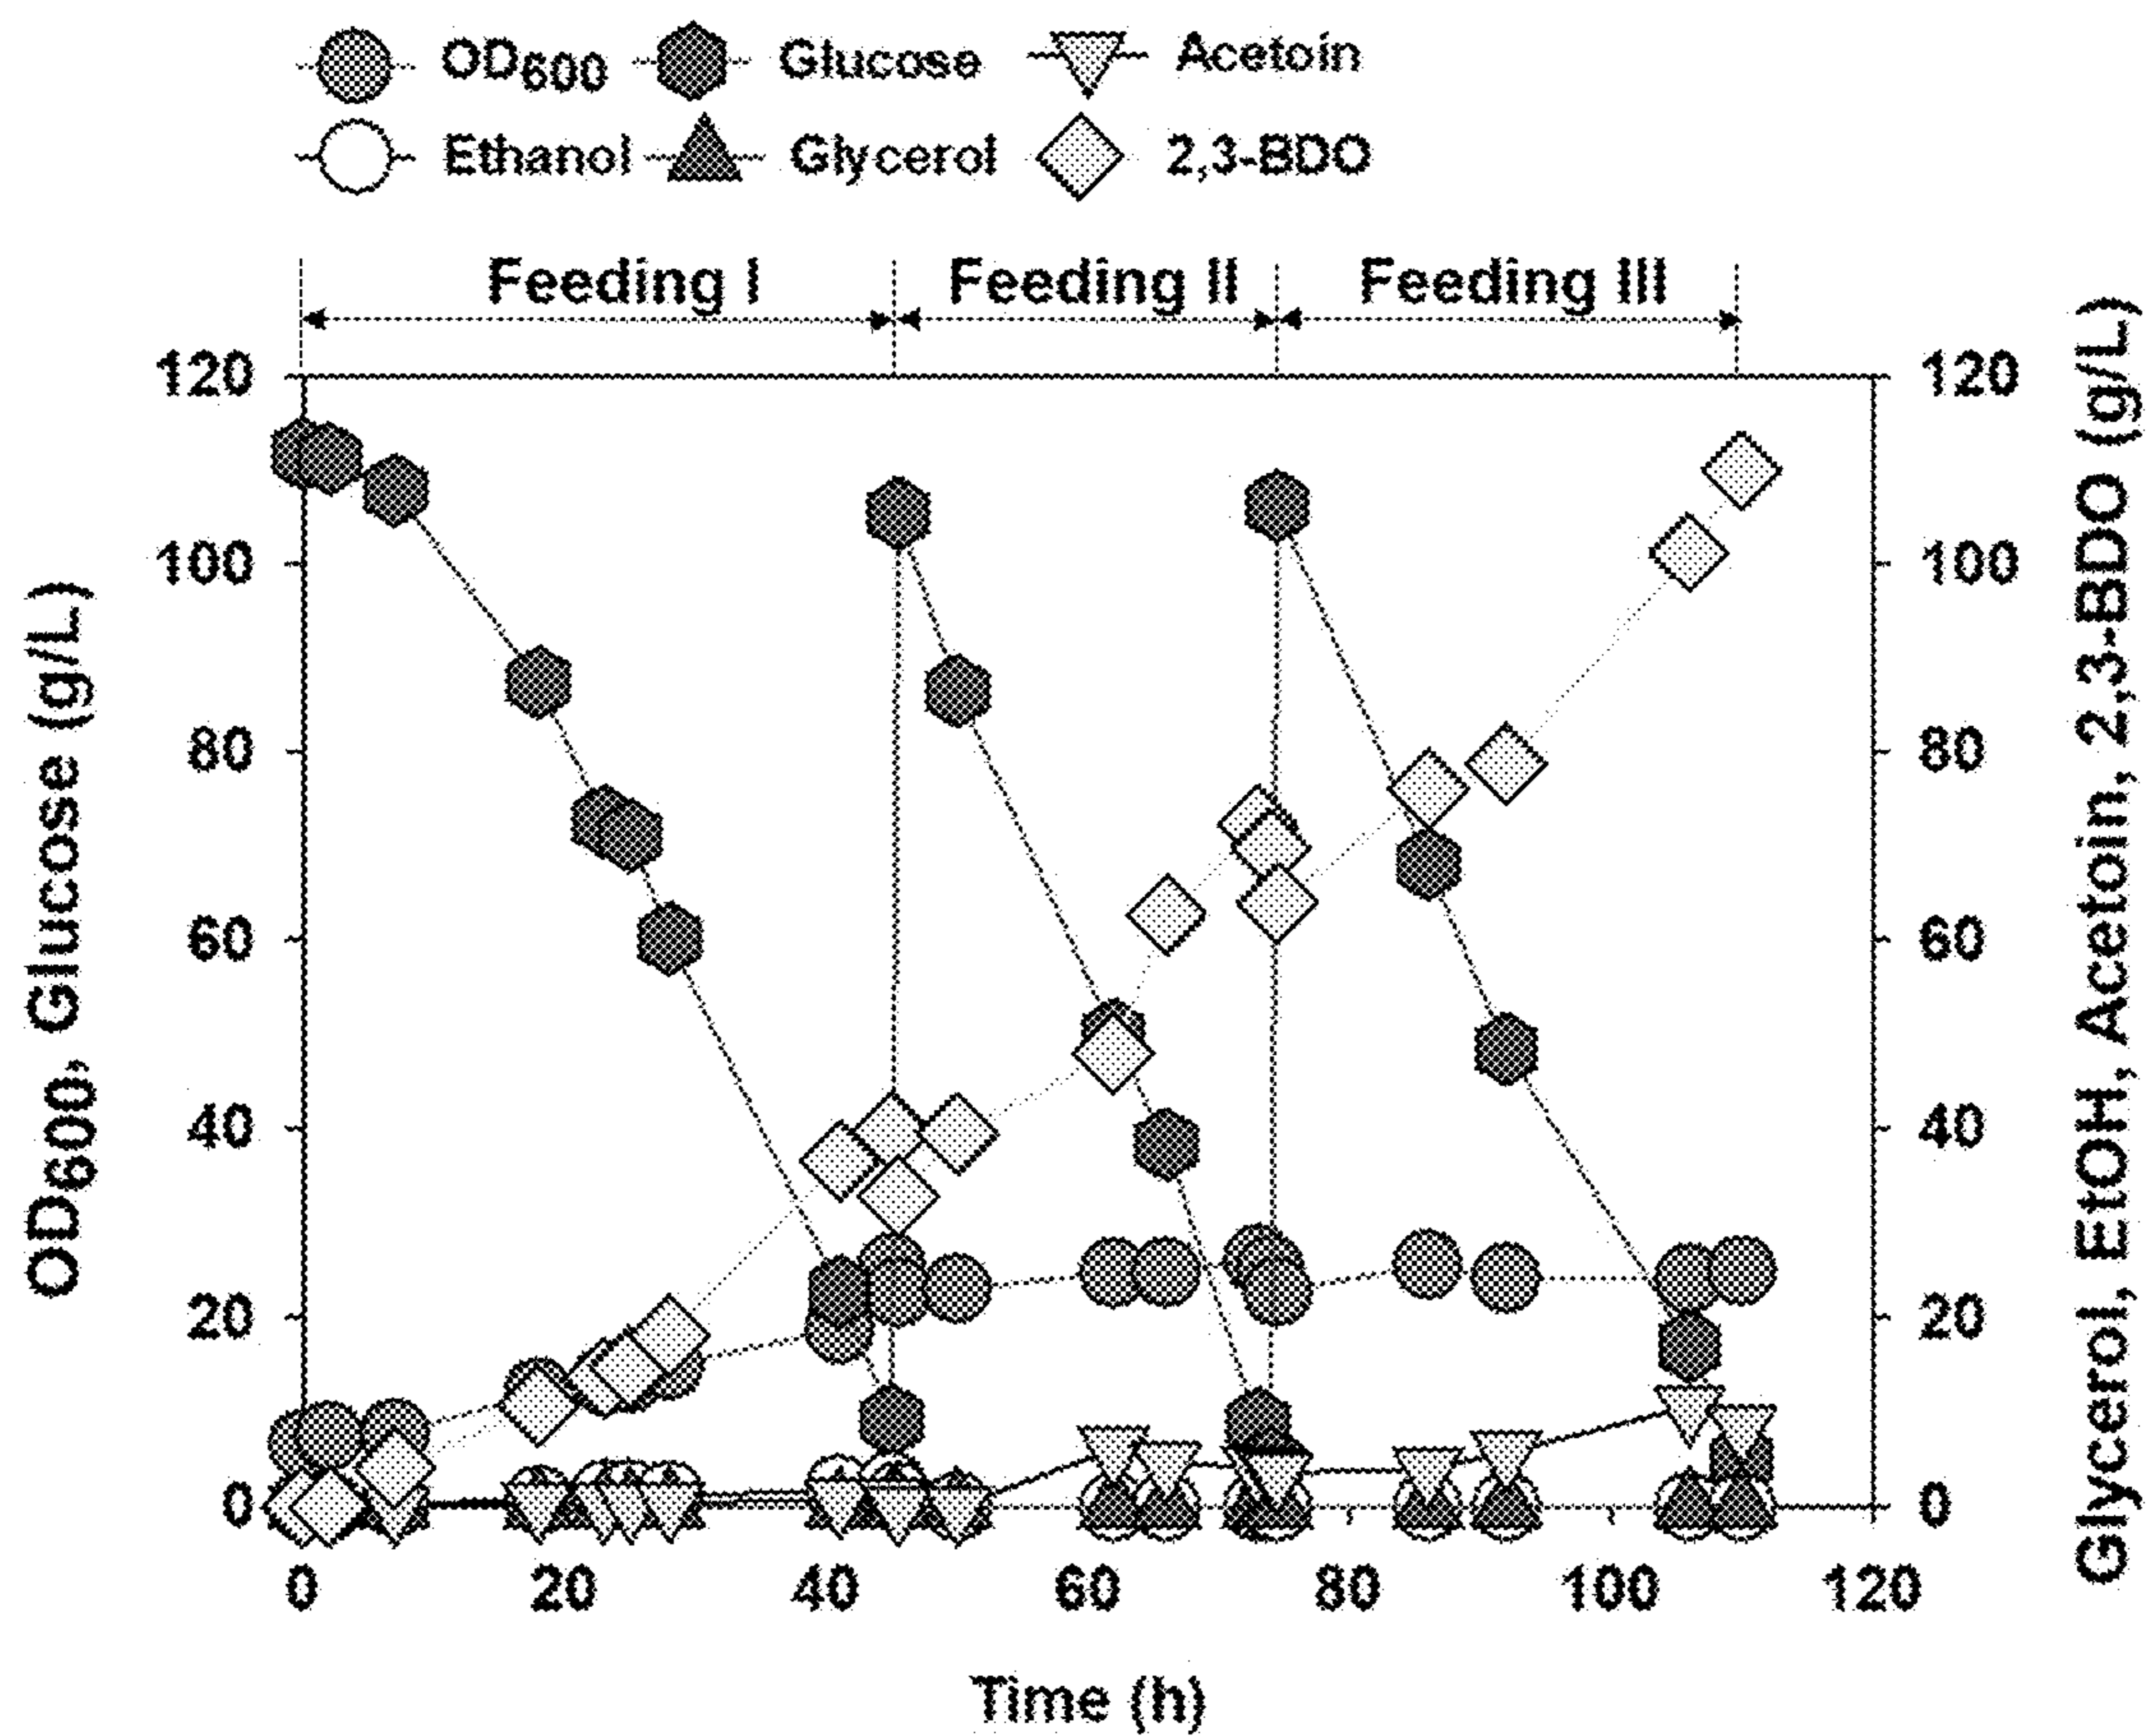 OD600 Glucose Acetoin
Ethanol Glycerol 2,3-BDO
Feeding I Feeding II Feeding III
120 120
100 100
80 80
60 60
40 40
20 20
0 0
0 20 40 60 80 100 120
Time (h)
OD600, Glucose (g/L)
Glycerol, EtOH, Acetoin, 2,3-BDO (g/L)